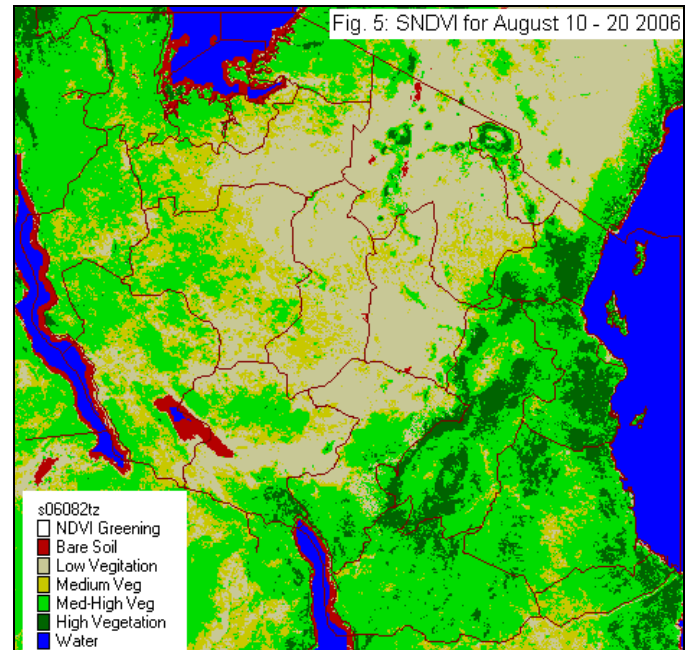 Fig. 5: SNDVI for August 10 - 20 2006
s06082tz
NDVI Greening
Bare Soil
Low Vegitation
Medium Veg
Med-High Veg
High Vegetation
Water